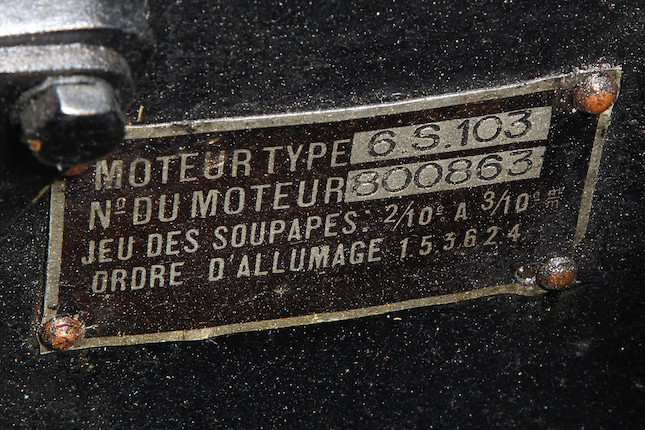 MOTEUR TYPE 6.S.103
Nº DU MOTEUR 800863
JEU DES SOUPAPES: 2/10ᵉ A 3/10ᵉ
ORDRE D'ALLUMAGE 1.5.3.6.2.4